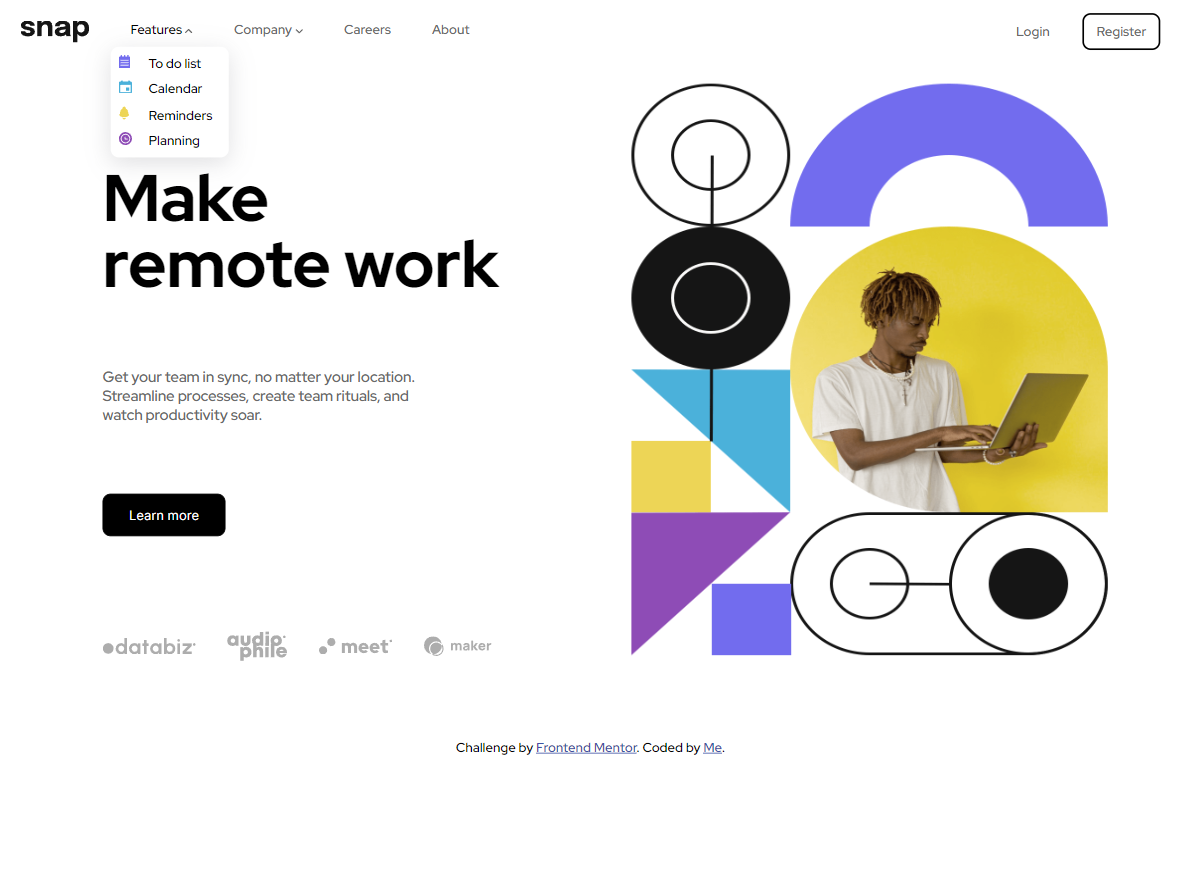 snap
Features
Company
Careers
About
Login
Register
To do list
Calendar
Reminders
Planning
Make
remote work
Get your team in sync, no matter your location.
Streamline processes, create team rituals, and
watch productivity soar.
Learn more
databiz
audio
phile
meet
maker
Challenge by Frontend Mentor. Coded by Me.